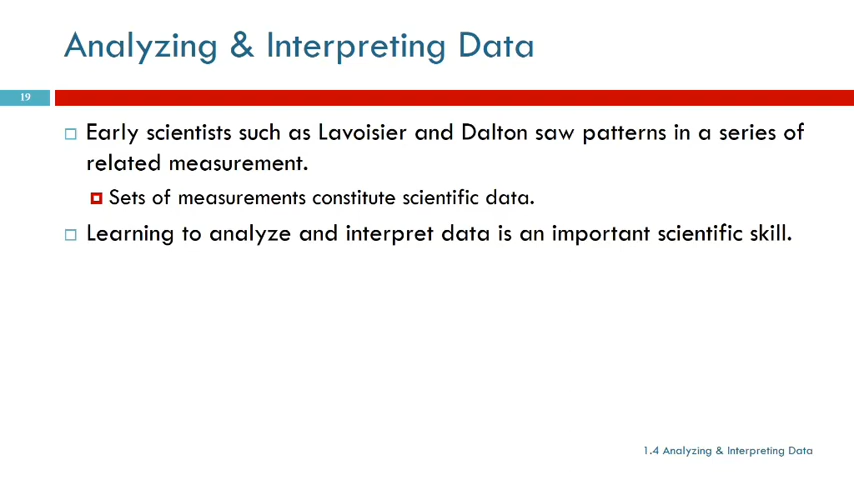 Analyzing & Interpreting Data
19
Early scientists such as Lavoisier and Dalton saw patterns in a series of
related measurement.
Sets of measurements constitute scientific data.
Learning to analyze and interpret data is an important scientific skill.
1.4 Analyzing & Interpreting Data